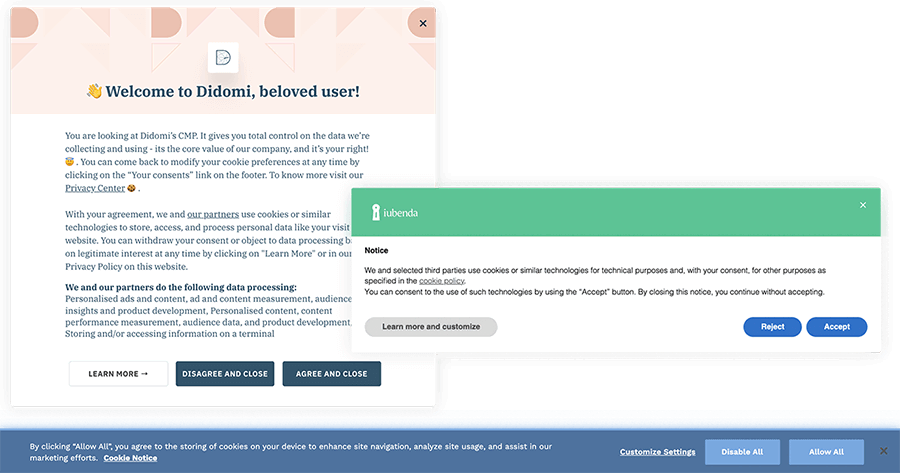 Welcome to Didomi, beloved user!
You are looking at Didomi's CMP. It gives you total control on the data we're
collecting and using - its the core value of our company, and it's your right!
. You can come back to modify your cookie preferences at any time by
clicking on the "Your consents" link on the footer. To know more visit our
Privacy Center .
With your agreement, we and our partners use cookies or similar
technologies to store, access, and process personal data like your visit
website. You can withdraw your consent or object to data processing
on legitimate interest at any time by clicking on "Learn More" or in our
Privacy Policy on this website.
We and our partners do the following data processing:
Personalised ads and content, ad and content measurement, audience
insights and product development, Personalised content, content
performance measurement, audience data, and product development,
Storing and/or accessing information on a terminal
LEARN MORE → DISAGREE AND CLOSE AGREE AND CLOSE
iubenda
Notice
We and selected third parties use cookies or similar technologies for technical purposes and, with your consent, for other purposes as
specified in the cookie policy.
You can consent to the use of such technologies by using the "Accept" button. By closing this notice, you continue without accepting.
Learn more and customize Reject Accept
By clicking "Allow All", you agree to the storing of cookies on your device to enhance site navigation, analyze site usage, and assist in our
marketing efforts. Cookie Notice
Customize Settings Disable All Allow All